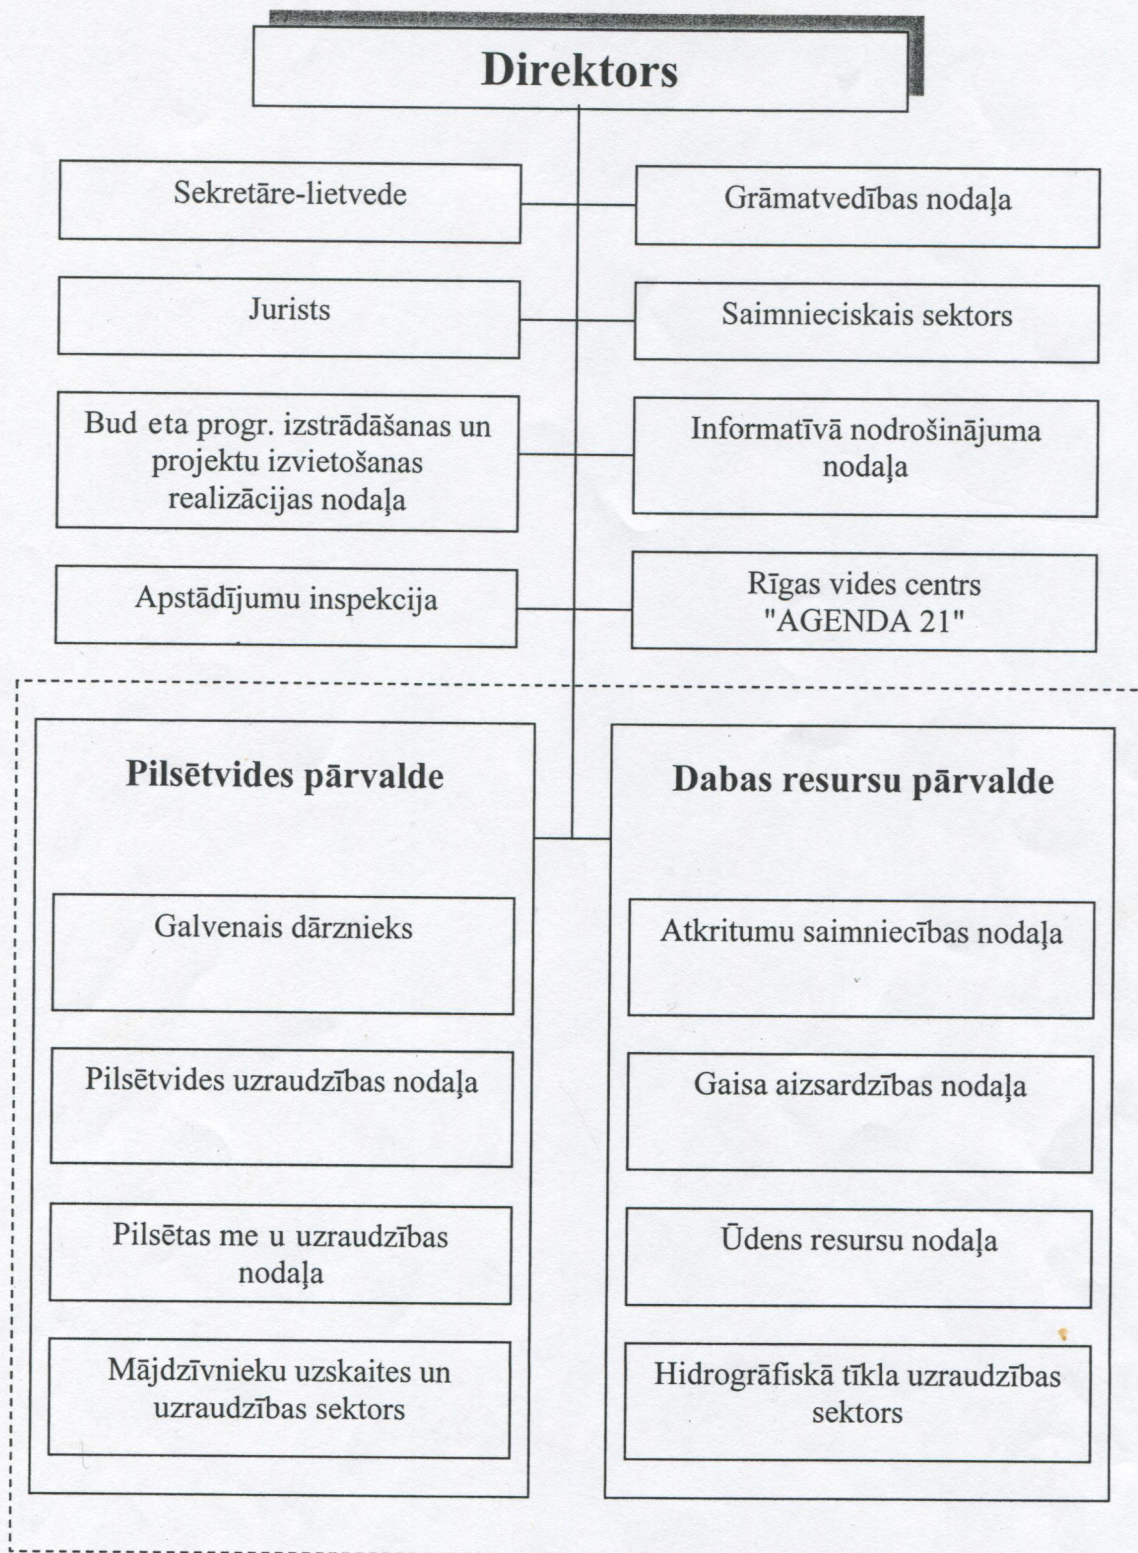 Direktors
Sekretāre-lietvede
Grāmatvedības nodaļa
Jurists
Saimnieciskais sektors
Bud eta progr. izstrādāšanas un
projektu izvietošanas
realizācijas nodaļa
Informatīvā nodrošinājuma
nodaļa
Apstādījumu inspekcija
Rīgas vides centrs
"AGENDA 21"
Pilsētvides pārvalde
Galvenais dārznieks
Pilsētvides uzraudzības nodaļa
Pilsētas me u uzraudzības
nodaļa
Mājdzīvnieku uzskaites un
uzraudzības sektors
Dabas resursu pārvalde
Atkritumu saimniecības nodaļa
Gaisa aizsardzības nodaļa
Ūdens resursu nodaļa
Hidrogrāfiskā tīkla uzraudzības
sektors